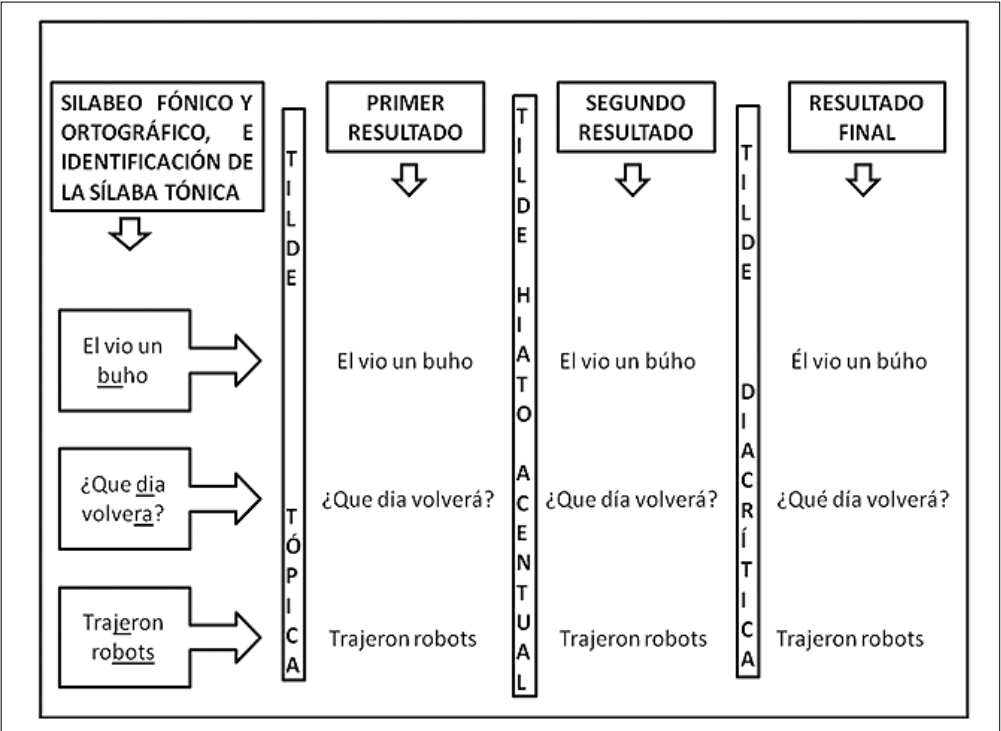 SILABEO FÓNICO Y
ORTOGRÁFICO, E
IDENTIFICACIÓN DE
LA SÍLABA TÓNICA
TILDE TÓPICA
PRIMER
RESULTADO
TILDE HIATO ACENTUAL
SEGUNDO
RESULTADO
TILDE DIACRÍTICA
RESULTADO
FINAL
El vio un
buho
El vio un buho
El vio un búho
Él vio un búho
¿Que dia
volvera?
¿Que dia volverá?
¿Que día volverá?
¿Qué día volverá?
Trajeron
robots
Trajeron robots
Trajeron robots
Trajeron robots